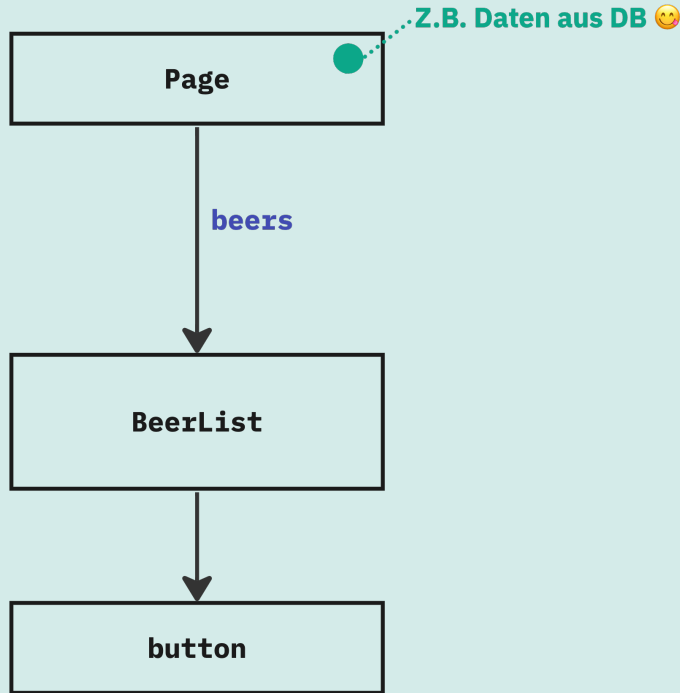 Z.B. Daten aus DB 😋
Page
beers
BeerList
button